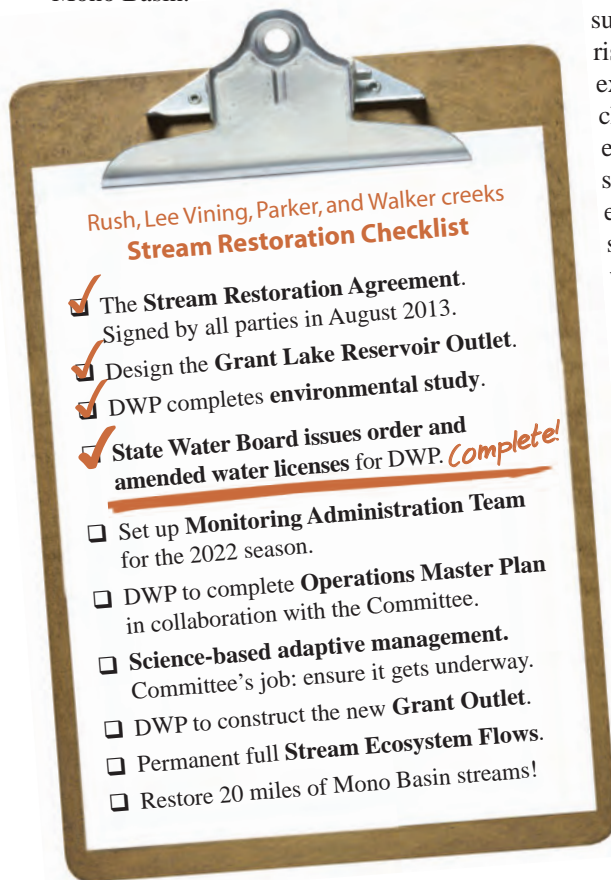 Mono Basin.
Rush, Lee Vining, Parker, and Walker creeks
Stream Restoration Checklist
The Stream Restoration Agreement.
Signed by all parties in August 2013.
Design the Grant Lake Reservoir Outlet.
DWP completes environmental study.
State Water Board issues order and
amended water licenses for DWP. Complete!
Set up Monitoring Administration Team
for the 2022 season.
DWP to complete Operations Master Plan
in collaboration with the Committee.
Science-based adaptive management.
Committee's job: ensure it gets underway.
DWP to construct the new Grant Outlet.
Permanent full Stream Ecosystem Flows.
Restore 20 miles of Mono Basin streams!